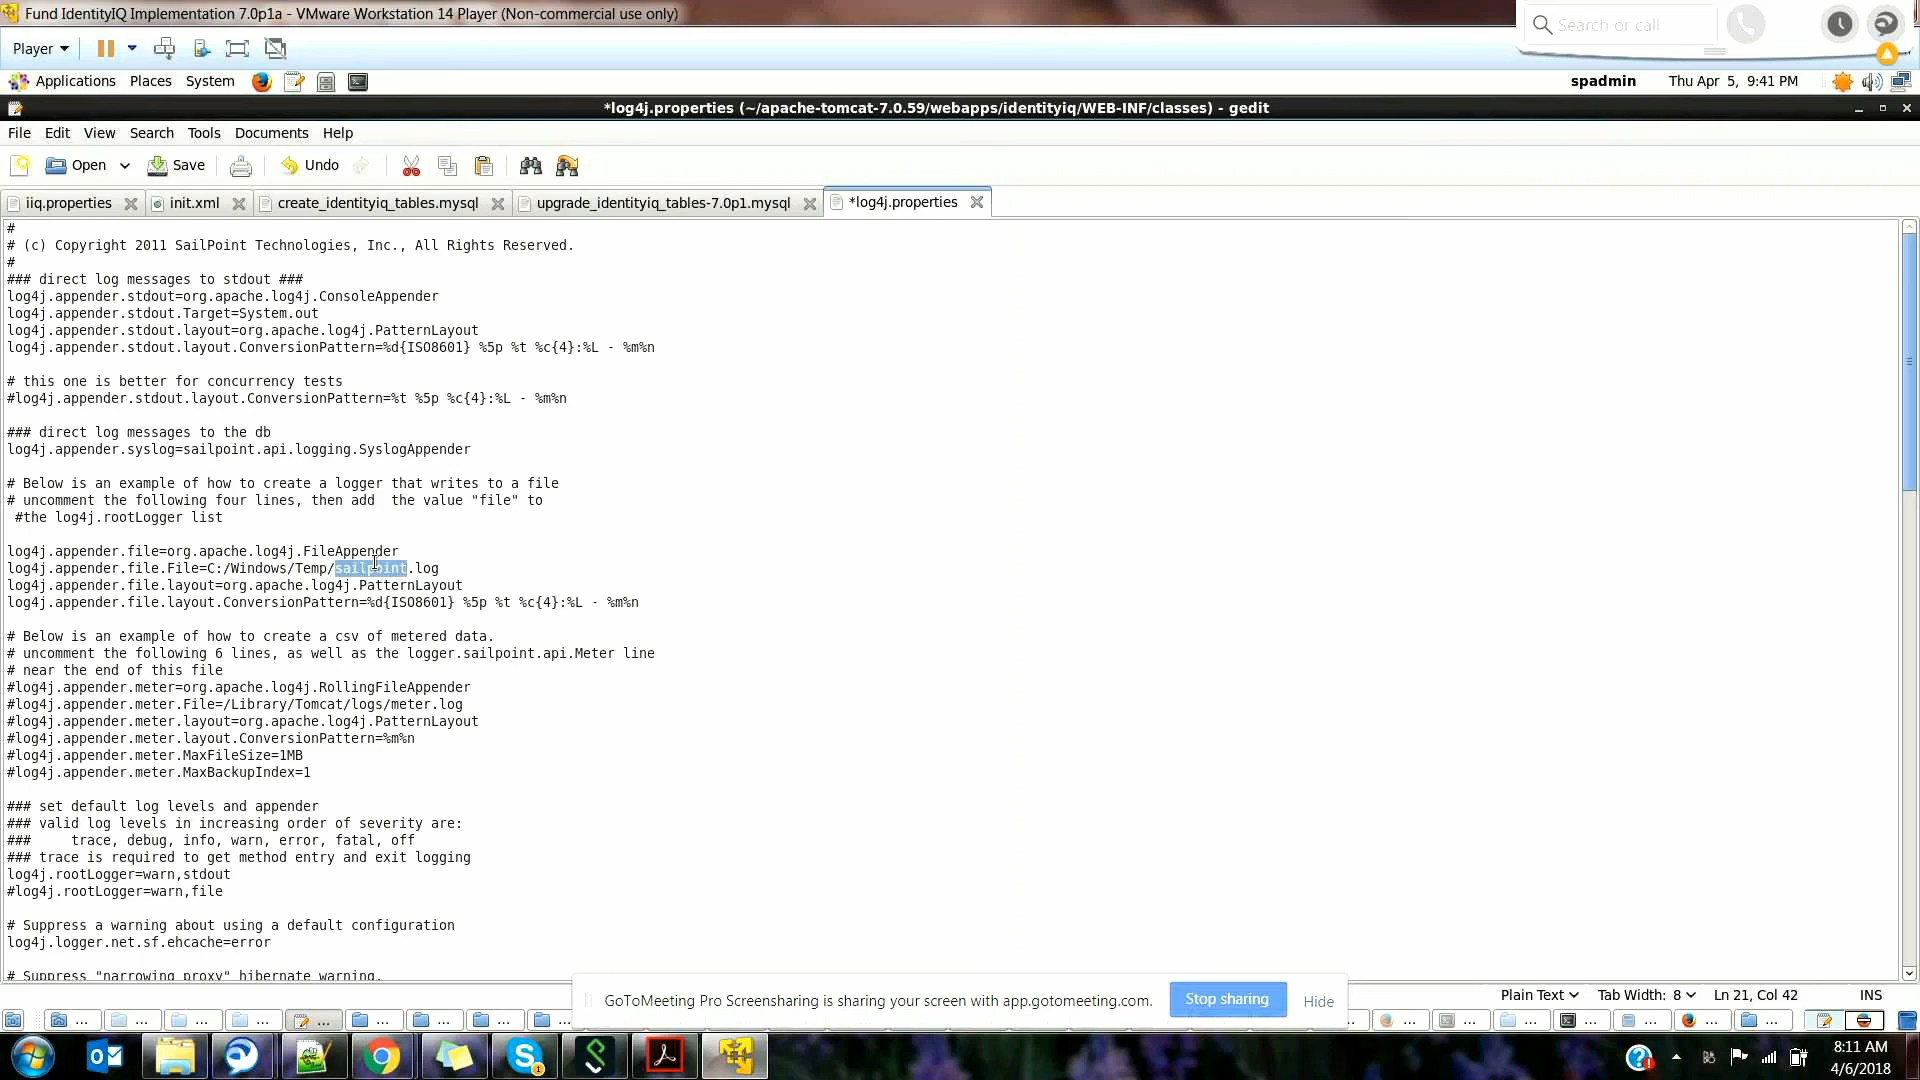 Fund IdentityIQ Implementation 7.0p1a - VMware Workstation 14 Player (Non-commercial use only)
Search or call
Player
Applications Places System
spadmin Thu Apr 5, 9:41 PM
*log4j.properties (~/apache-tomcat-7.0.59/webapps/identityiq/WEB-INF/classes) - gedit
File Edit View Search Tools Documents Help
Open Save Undo
iiq.properties init.xml create_identityiq_tables.mysql upgrade_identityiq_tables-7.0p1.mysql *log4j.properties
#
# (c) Copyright 2011 SailPoint Technologies, Inc., All Rights Reserved.
#
### direct log messages to stdout ###
log4j.appender.stdout=org.apache.log4j.ConsoleAppender
log4j.appender.stdout.Target=System.out
log4j.appender.stdout.layout=org.apache.log4j.PatternLayout
log4j.appender.stdout.layout.ConversionPattern=%d{ISO8601} %5p %t %c{4}:%L - %m%n
# this one is better for concurrency tests
#log4j.appender.stdout.layout.ConversionPattern=%t %5p %c{4}:%L - %m%n
### direct log messages to the db
log4j.appender.syslog=sailpoint.api.logging.SyslogAppender
# Below is an example of how to create a logger that writes to a file
# uncomment the following four lines, then add  the value "file" to
#the log4j.rootLogger list
log4j.appender.file=org.apache.log4j.FileAppender
log4j.appender.file.File=C:/Windows/Temp/sailpoint.log
log4j.appender.file.layout=org.apache.log4j.PatternLayout
log4j.appender.file.layout.ConversionPattern=%d{ISO8601} %5p %t %c{4}:%L - %m%n
# Below is an example of how to create a csv of metered data.
# uncomment the following 6 lines, as well as the logger.sailpoint.api.Meter line
# near the end of this file
#log4j.appender.meter=org.apache.log4j.RollingFileAppender
#log4j.appender.meter.File=/Library/Tomcat/logs/meter.log
#log4j.appender.meter.layout=org.apache.log4j.PatternLayout
#log4j.appender.meter.layout.ConversionPattern=%m%n
#log4j.appender.meter.MaxFileSize=1MB
#log4j.appender.meter.MaxBackupIndex=1
### set default log levels and appender
### valid log levels in increasing order of severity are:
###     trace, debug, info, warn, error, fatal, off
### trace is required to get method entry and exit logging
log4j.rootLogger=warn,stdout
#log4j.rootLogger=warn,file
# Suppress a warning about using a default configuration
log4j.logger.net.sf.ehcache=error
# Suppress "narrowing proxy" hibernate warning.
GoToMeeting Pro Screensharing is sharing your screen with app.gotomeeting.com. Stop sharing Hide
Plain Text Tab Width: 8 Ln 21, Col 42 INS
8:11 AM
4/6/2018